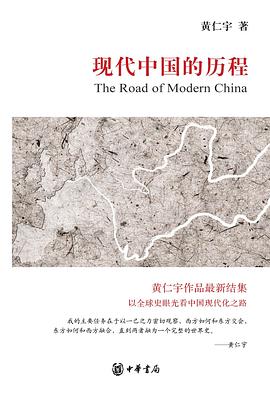 黄仁宇 著
现代中国的历程
The Road of Modern China
黄仁宇作品最新结集
以全球史眼光看中国现代化之路
我的主要任务在于以一己之力密切观察，西方如何和东方交会，
东方如何和西方融合，直到两者融为一个完整的世界史。
——黄仁宇
中華書局